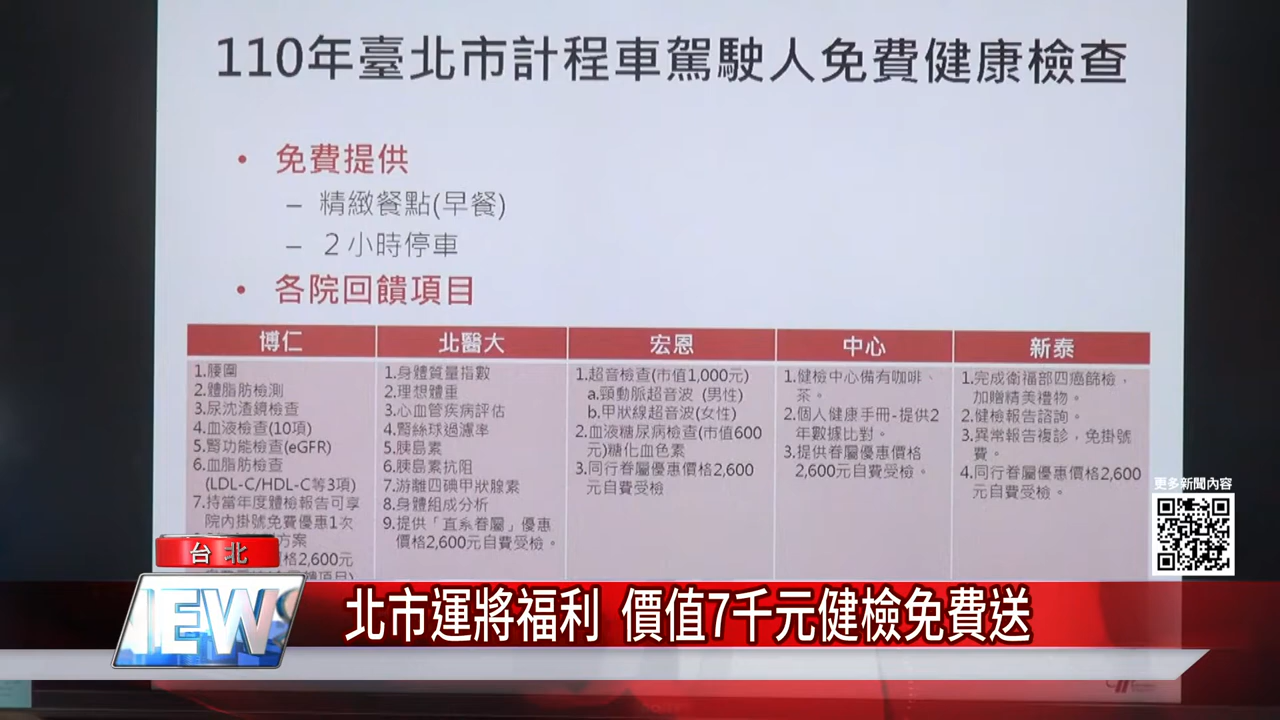 110年臺北市計程車駕駛人免費健康檢查
• 免費提供
– 精緻餐點(早餐)
– 2小時停車
• 各院回饋項目
博仁
1.腰圍
2.體脂肪檢測
3.尿沈渣鏡檢查
4.血液檢查(10項)
5.腎功能檢查(eGFR)
6.血脂肪檢查
(LDL-C/HDL-C等3項)
7.持當年度體檢報告可享
院內掛號免費優惠1次
方案
格2,600元
北醫大
1.身體質量指數
2.理想體重
3.心血管疾病評估
4.腎絲球過濾率
5.胰島素
6.胰島素抗阻
7.游離四碘甲狀腺素
8.身體組成分析
9.提供「直系眷屬」優惠
價格2,600元自費受檢。
宏恩
1.超音檢查(市值1,000元)
a.頸動脈超音波 (男性)
b.甲狀線超音波(女性)
2.血液糖尿病檢查(市值600
元)糖化血色素
3.同行眷屬優惠價格2,600
元自費受檢
中心
1.健檢中心備有咖啡、
茶。
2.個人健康手冊-提供2
年數據比對。
3.提供眷屬優惠價格
2,600元自費受檢。
新泰
1.完成衛福部四癌篩檢，
加贈精美禮物。
2.健檢報告諮詢。
3.異常報告複診，免掛號
費。
4.同行眷屬優惠價格2,600
元自費受檢。
更多新聞內容
台北
NEWS
北市運將福利 價值7千元健檢免費送